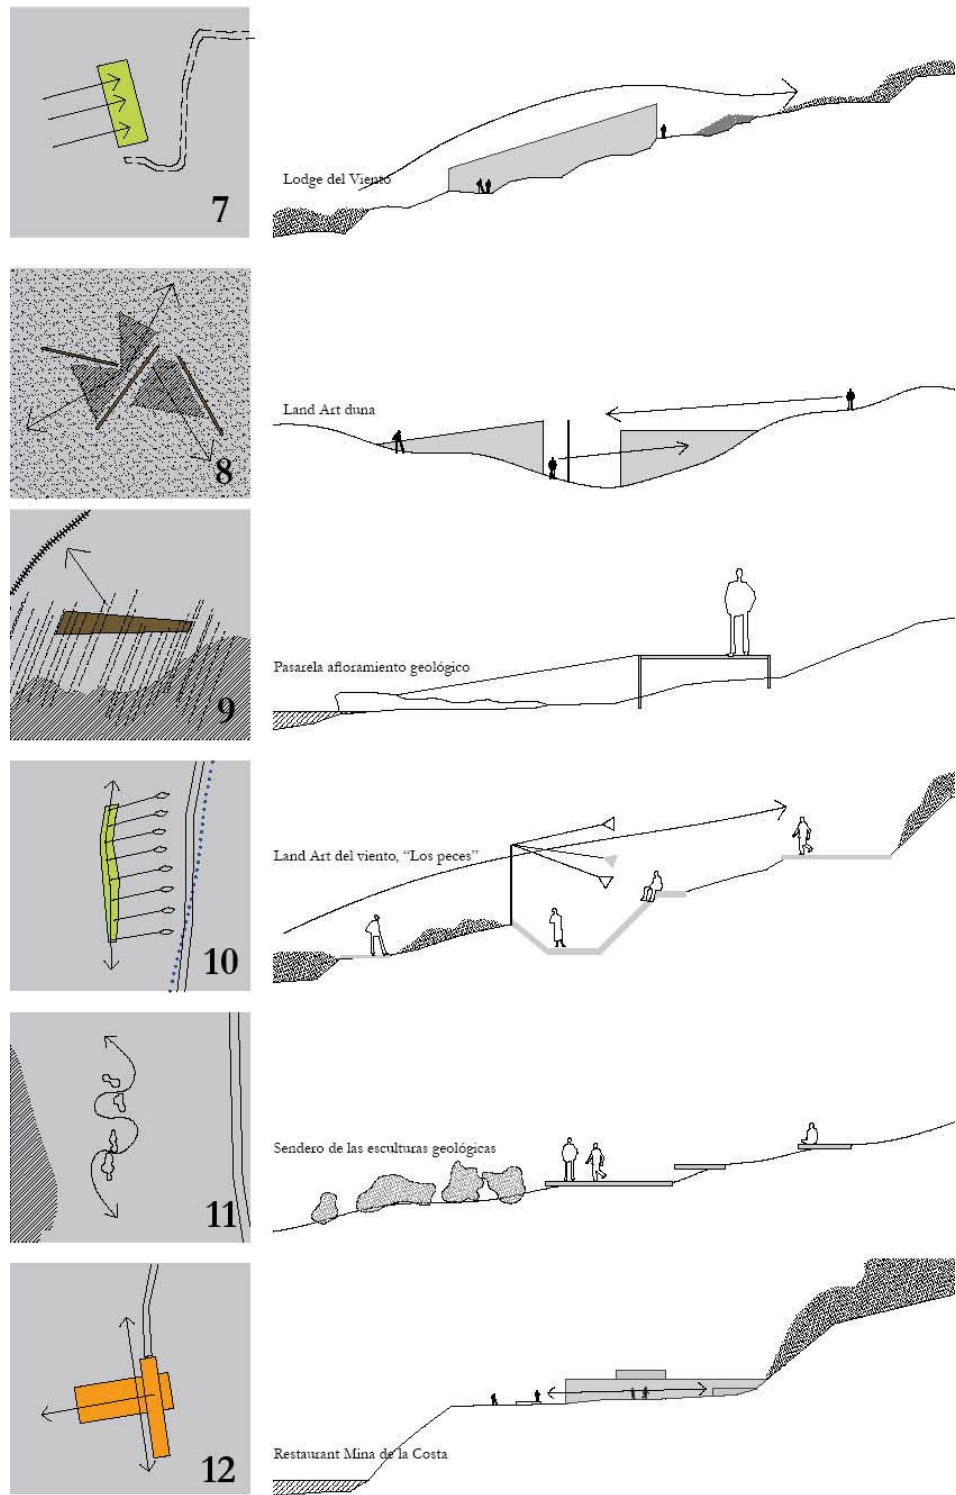 7
Lodge del Viento
8
Land Art duna
9
Pasarela afloramiento geológico
10
Land Art del viento, “Los peces”
11
Sendero de las esculturas geológicas
12
Restaurant Mina de la Costa